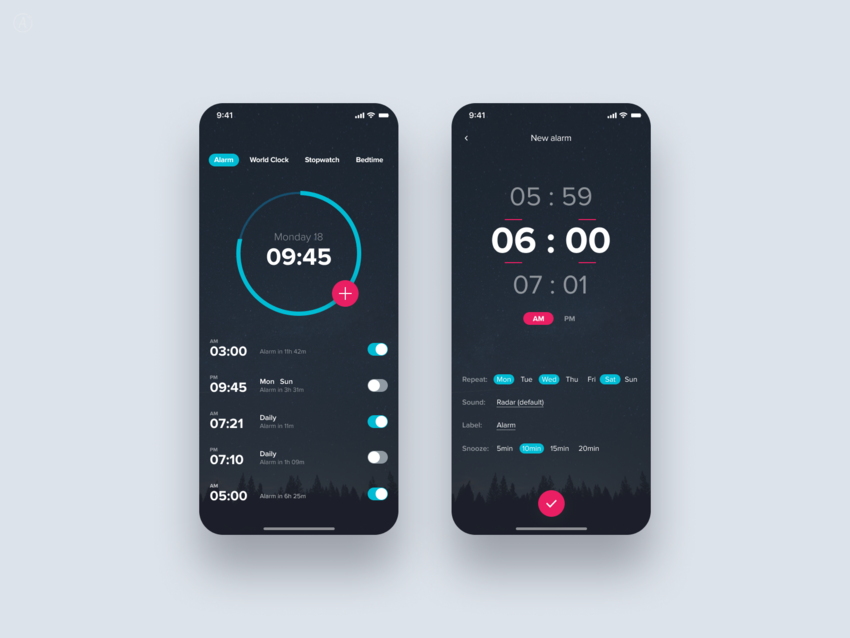 9:41
Alarm World Clock Stopwatch Bedtime
Monday 18
09:45
AM
03:00 Alarm in 11h 42m
PM
09:45 Mon Sun
Alarm in 3h 31m
AM
07:21 Daily
Alarm in 11m
PM
07:10 Daily
Alarm in 1h 09m
AM
05:00 Alarm in 6h 25m
9:41
New alarm
05 : 59
06 : 00
07 : 01
AM PM
Repeat: Mon Tue Wed Thu Fri Sat Sun
Sound: Radar (default)
Label: Alarm
Snooze: 5min 10min 15min 20min